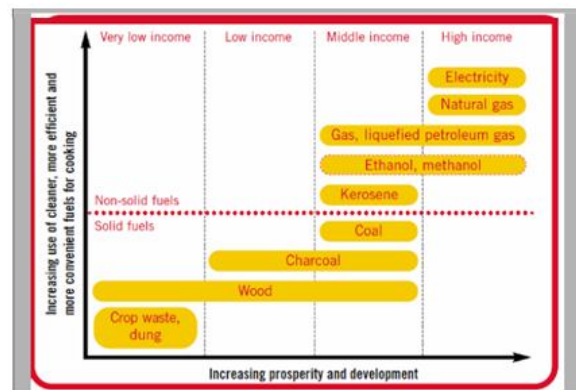 Very low income
Low income
Middle income
High income
Electricity
Natural gas
Gas, liquefied petroleum gas
Ethanol, methanol
Kerosene
Non-solid fuels
Solid fuels
Coal
Charcoal
Wood
Crop waste,
dung
Increasing use of cleaner, more efficient and
more convenient fuels for cooking
Increasing prosperity and development